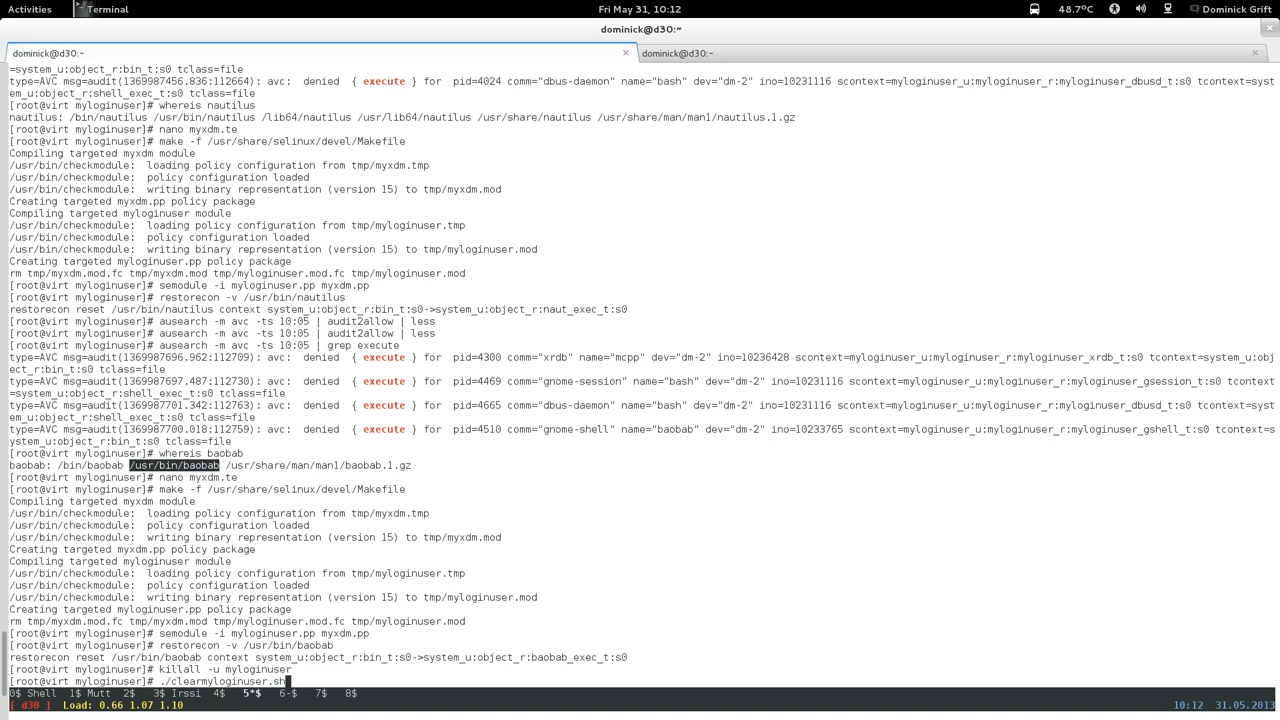 Activities Terminal Fri May 31, 10:12 48.7°C Dominick Grift
dominick@d30:~
dominick@d30:~ × dominick@d30:~ ×
=system_u:object_r:bin_t:s0 tclass=file
type=AVC msg=audit(1369987456.836:112664): avc:  denied  { execute } for  pid=4024 comm="dbus-daemon" name="bash" dev="dm-2" ino=10231116 scontext=myloginuser_u:myloginuser_r:myloginuser_dbusd_t:s0 tcontext=syst
em_u:object_r:shell_exec_t:s0 tclass=file
[root@virt myloginuser]# whereis nautilus
nautilus: /bin/nautilus /usr/bin/nautilus /lib64/nautilus /usr/lib64/nautilus /usr/share/nautilus /usr/share/man/man1/nautilus.1.gz
[root@virt myloginuser]# nano myxdm.te
[root@virt myloginuser]# make -f /usr/share/selinux/devel/Makefile
Compiling targeted myxdm module
/usr/bin/checkmodule:  loading policy configuration from tmp/myxdm.tmp
/usr/bin/checkmodule:  policy configuration loaded
/usr/bin/checkmodule:  writing binary representation (version 15) to tmp/myxdm.mod
Creating targeted myxdm.pp policy package
Compiling targeted myloginuser module
/usr/bin/checkmodule:  loading policy configuration from tmp/myloginuser.tmp
/usr/bin/checkmodule:  policy configuration loaded
/usr/bin/checkmodule:  writing binary representation (version 15) to tmp/myloginuser.mod
Creating targeted myloginuser.pp policy package
rm tmp/myxdm.mod.fc tmp/myxdm.mod tmp/myloginuser.mod.fc tmp/myloginuser.mod
[root@virt myloginuser]# semodule -i myloginuser.pp myxdm.pp
[root@virt myloginuser]# restorecon -v /usr/bin/nautilus
restorecon reset /usr/bin/nautilus context system_u:object_r:bin_t:s0->system_u:object_r:naut_exec_t:s0
[root@virt myloginuser]# ausearch -m avc -ts 10:05 | audit2allow | less
[root@virt myloginuser]# ausearch -m avc -ts 10:05 | audit2allow | less
[root@virt myloginuser]# ausearch -m avc -ts 10:05 | grep execute
type=AVC msg=audit(1369987696.962:112709): avc:  denied  { execute } for  pid=4300 comm="xrdb" name="mcpp" dev="dm-2" ino=10236428 scontext=myloginuser_u:myloginuser_r:myloginuser_xrdb_t:s0 tcontext=system_u:obj
ect_r:bin_t:s0 tclass=file
type=AVC msg=audit(1369987697.487:112730): avc:  denied  { execute } for  pid=4469 comm="gnome-session" name="bash" dev="dm-2" ino=10231116 scontext=myloginuser_u:myloginuser_r:myloginuser_gsession_t:s0 tcontext
=system_u:object_r:shell_exec_t:s0 tclass=file
type=AVC msg=audit(1369987701.342:112763): avc:  denied  { execute } for  pid=4665 comm="dbus-daemon" name="bash" dev="dm-2" ino=10231116 scontext=myloginuser_u:myloginuser_r:myloginuser_dbusd_t:s0 tcontext=syst
em_u:object_r:shell_exec_t:s0 tclass=file
type=AVC msg=audit(1369987700.018:112759): avc:  denied  { execute } for  pid=4510 comm="gnome-shell" name="baobab" dev="dm-2" ino=10233765 scontext=myloginuser_u:myloginuser_r:myloginuser_gshell_t:s0 tcontext=s
ystem_u:object_r:bin_t:s0 tclass=file
[root@virt myloginuser]# whereis baobab
baobab: /bin/baobab /usr/bin/baobab /usr/share/man/man1/baobab.1.gz
[root@virt myloginuser]# nano myxdm.te
[root@virt myloginuser]# make -f /usr/share/selinux/devel/Makefile
Compiling targeted myxdm module
/usr/bin/checkmodule:  loading policy configuration from tmp/myxdm.tmp
/usr/bin/checkmodule:  policy configuration loaded
/usr/bin/checkmodule:  writing binary representation (version 15) to tmp/myxdm.mod
Creating targeted myxdm.pp policy package
Compiling targeted myloginuser module
/usr/bin/checkmodule:  loading policy configuration from tmp/myloginuser.tmp
/usr/bin/checkmodule:  policy configuration loaded
/usr/bin/checkmodule:  writing binary representation (version 15) to tmp/myloginuser.mod
Creating targeted myloginuser.pp policy package
rm tmp/myxdm.mod.fc tmp/myxdm.mod tmp/myloginuser.mod.fc tmp/myloginuser.mod
[root@virt myloginuser]# semodule -i myloginuser.pp myxdm.pp
[root@virt myloginuser]# restorecon -v /usr/bin/baobab
restorecon reset /usr/bin/baobab context system_u:object_r:bin_t:s0->system_u:object_r:baobab_exec_t:s0
[root@virt myloginuser]# killall -u myloginuser
[root@virt myloginuser]# ./clearmyloginuser.sh
0$ Shell  1$ Mutt  2$  3$ Irssi  4$  5*$  6-$  7$  8$
[ d30 ] Load: 0.66 1.07 1.10 10:12 31.05.2013